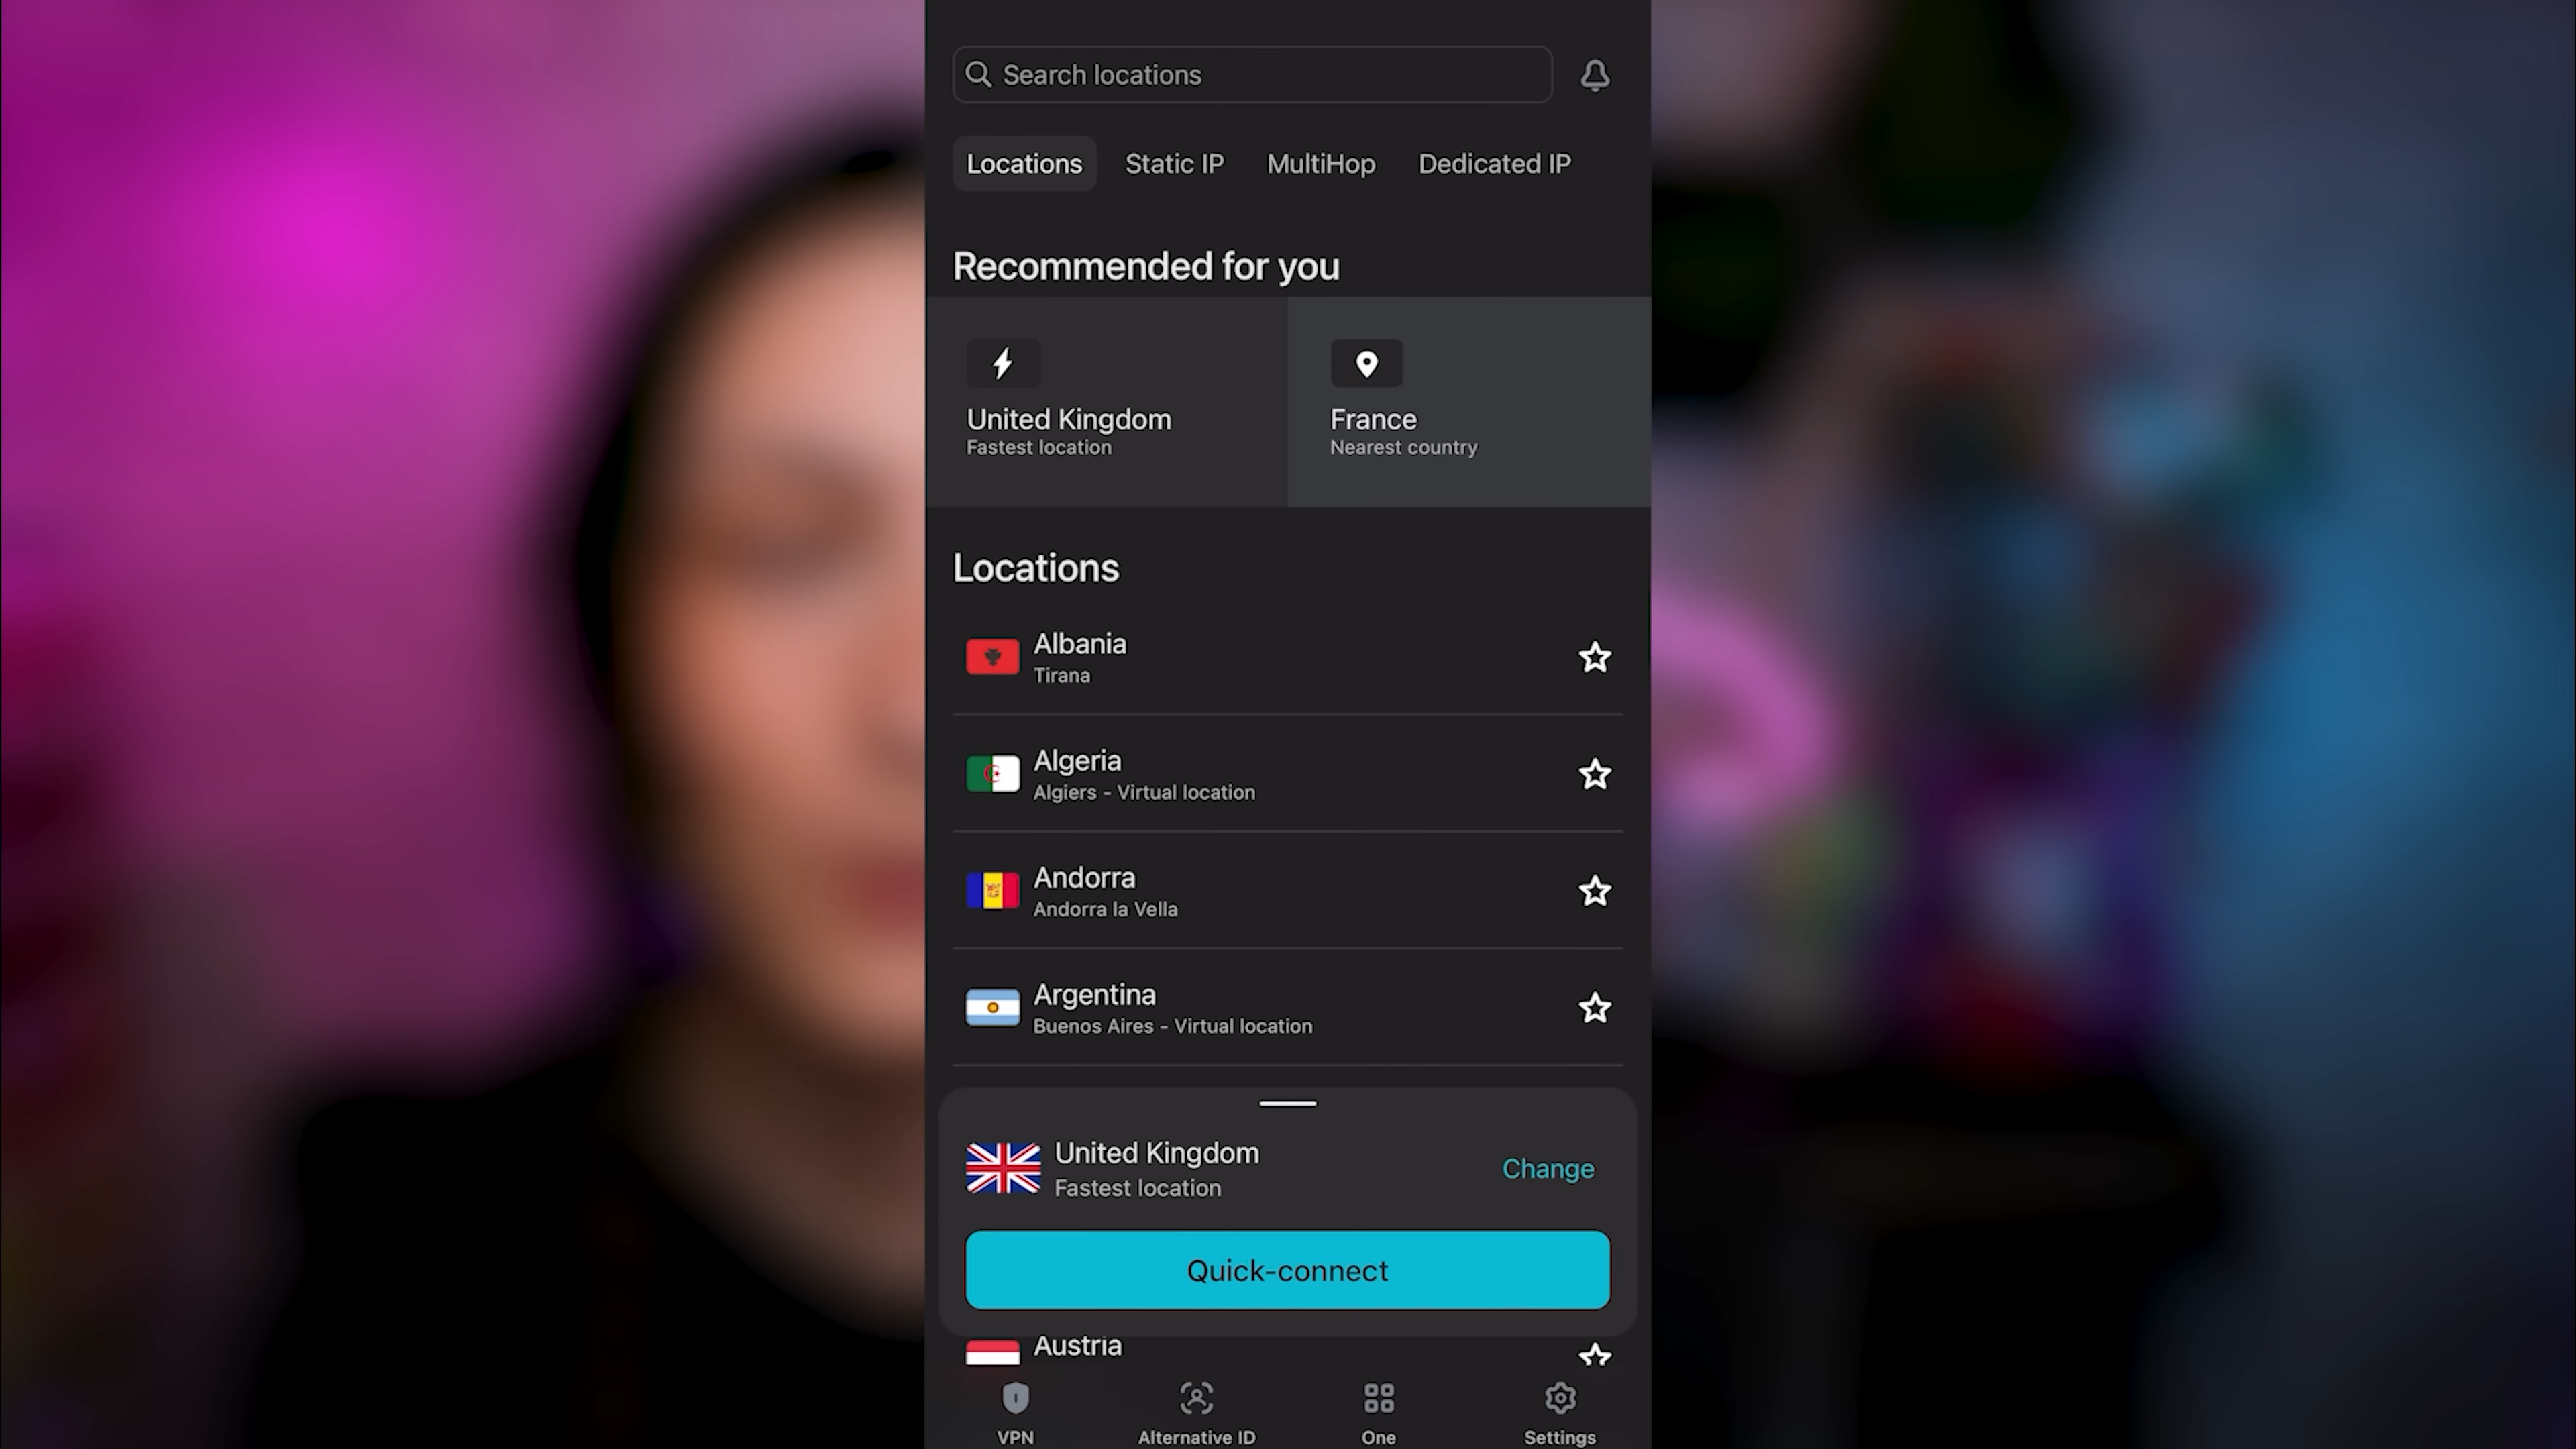 Search locations
Locations
Static IP
MultiHop
Dedicated IP
Recommended for you
United Kingdom
Fastest location
France
Nearest country
Locations
Albania
Tirana
Algeria
Algiers - Virtual location
Andorra
Andorra la Vella
Argentina
Buenos Aires - Virtual location
United Kingdom
Fastest location
Change
Quick-connect
Austria
VPN
Alternative ID
One
Settings